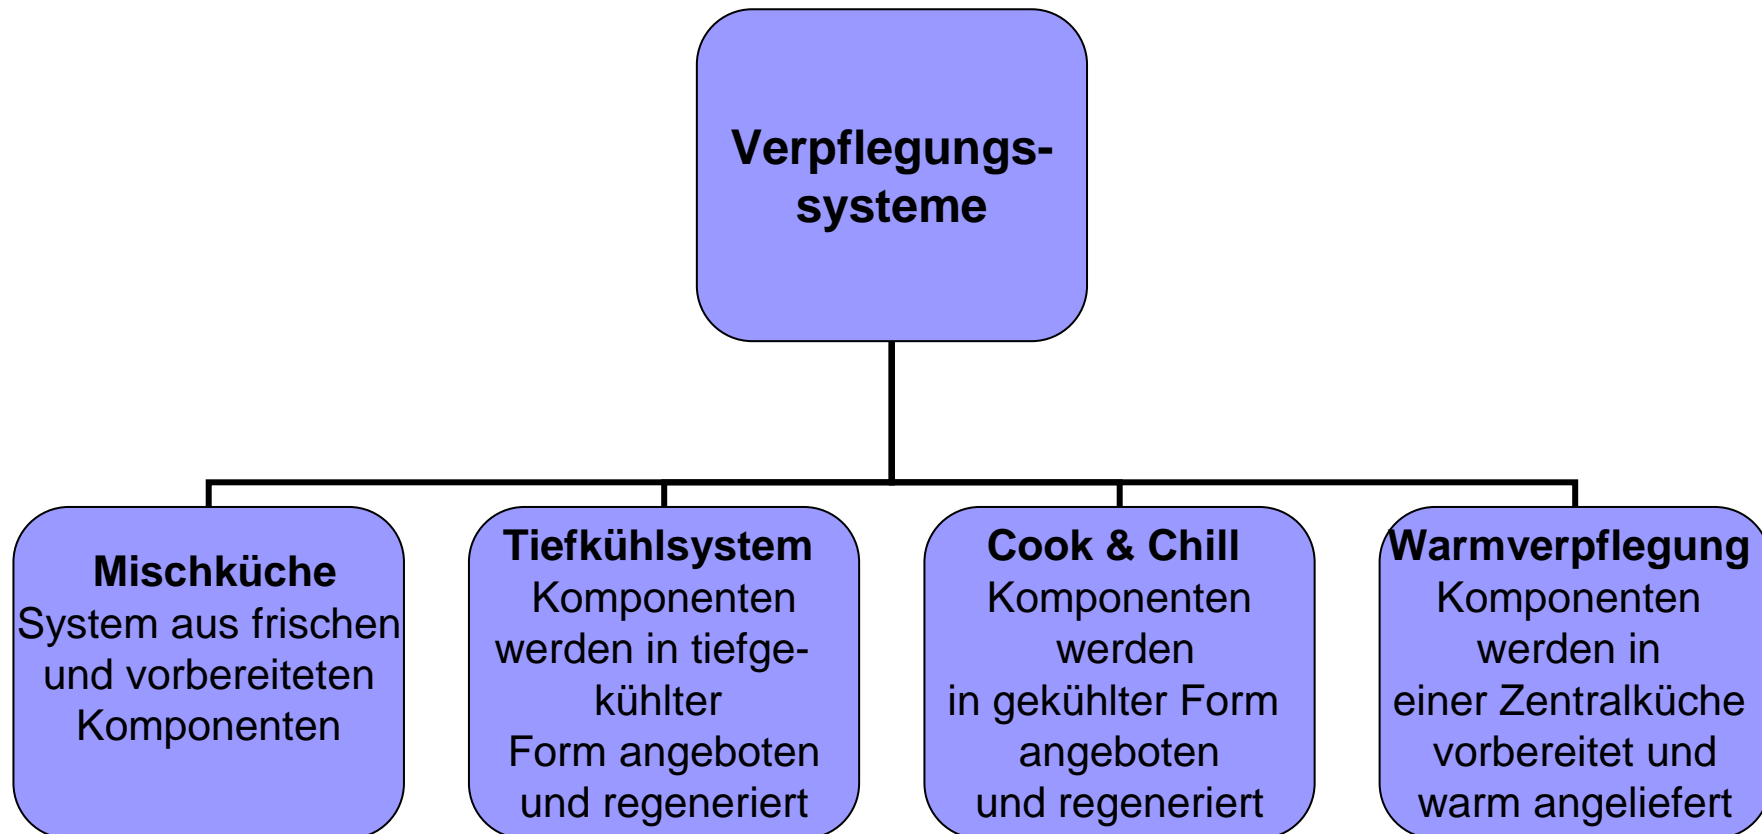 Verpflegungs-
systeme
Mischküche
System aus frischen
und vorbereiteten
Komponenten
Tiefkühlsystem
Komponenten
werden in tiefge-
kühlter
Form angeboten
und regeneriert
Cook & Chill
Komponenten
werden
in gekühlter Form
angeboten
und regeneriert
Warmverpflegung
Komponenten
werden in
einer Zentralküche
vorbereitet und
warm angeliefert